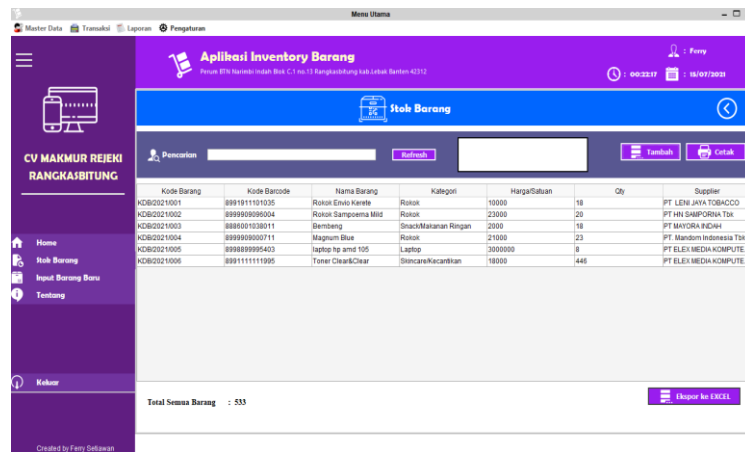 Menu Utama
Master Data Transaksi Laporan Pengaturan
Aplikasi Inventory Barang
Perum BTN Narimbi Indah Blok C.1 no.13 Rangkasbitung kab.Lebak Banten 42312
: Ferry
: 00:22:17 : 15/07/2021
Stok Barang
CV MAKMUR REJEKI
RANGKASBITUNG
Home
Stok Barang
Input Barang Baru
Tentang
Keluar
Created by Ferry Setiawan
Pencarian Refresh Tambah Cetak
Kode Barang Kode Barcode Nama Barang Kategori Harga/Satuan Qty Supplier
KDB/2021/001 8991911101035 Rokok Envio Kerete Rokok 10000 18 PT LENI JAYA TOBACCO
KDB/2021/002 8999909096004 Rokok Sampoerna Mild Rokok 23000 20 PT HN SAMPORNA Tbk
KDB/2021/003 8886001038011 Bembeng Snack/Makanan Ringan 2000 18 PT MAYORA INDAH
KDB/2021/004 8999909000711 Magnum Blue Rokok 21000 23 PT. Mandom Indonesia Tbk
KDB/2021/005 8998899995403 laptop hp amd 105 Laptop 3000000 8 PT ELEX MEDIA KOMPUTE
KDB/2021/006 8991111111995 Toner Clear&Clear Skincare/Kecantikan 18000 446 PT ELEX MEDIA KOMPUTE
Total Semua Barang : 533
Ekspor ke EXCEL